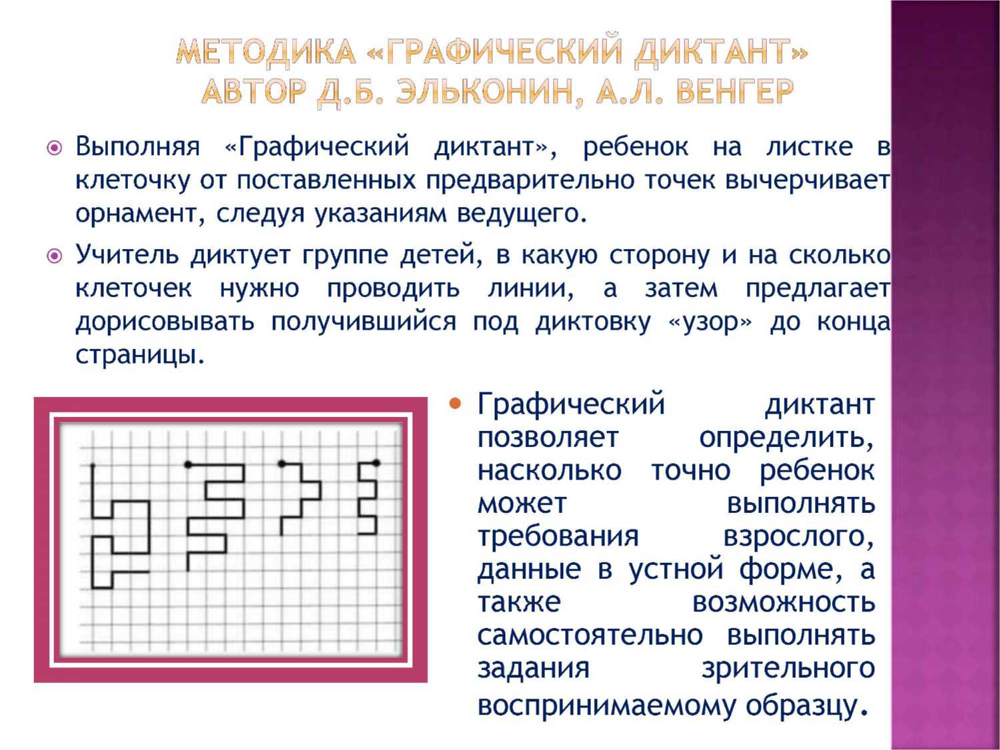 МЕТОДИКА «ГРАФИЧЕСКИЙ ДИКТАНТ»
АВТОР Д.Б. ЭЛЬКОНИН, А.Л. ВЕНГЕР
Выполняя «Графический диктант», ребенок на листке в
клеточку от поставленных предварительно точек вычерчивает
орнамент, следуя указаниям ведущего.
Учитель диктует группе детей, в какую сторону и на сколько
клеточек нужно проводить линии, а затем предлагает
дорисовывать получившийся под диктовку «узор» до конца
страницы.
Графический диктант
позволяет определить,
насколько точно ребенок
может выполнять
требования взрослого,
данные в устной форме, а
также возможность
самостоятельно выполнять
задания зрительного
воспринимаемому образцу.